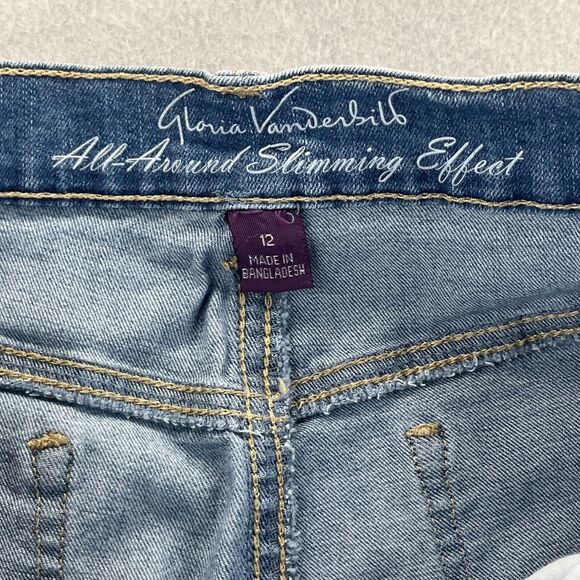 Gloria Vanderbilt
All-Around Slimming Effect
12
MADE IN
BANGLADESH